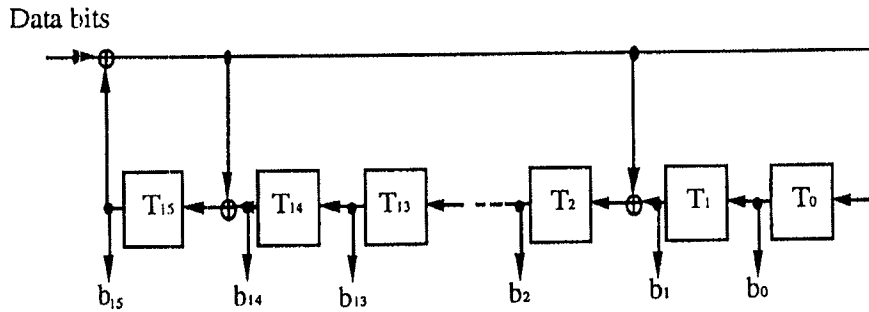 Data bits
T₁₅ T₁₄ T₁₃ T₂ T₁ T₀
b₁₅ b₁₄ b₁₃ b₂ b₁ b₀